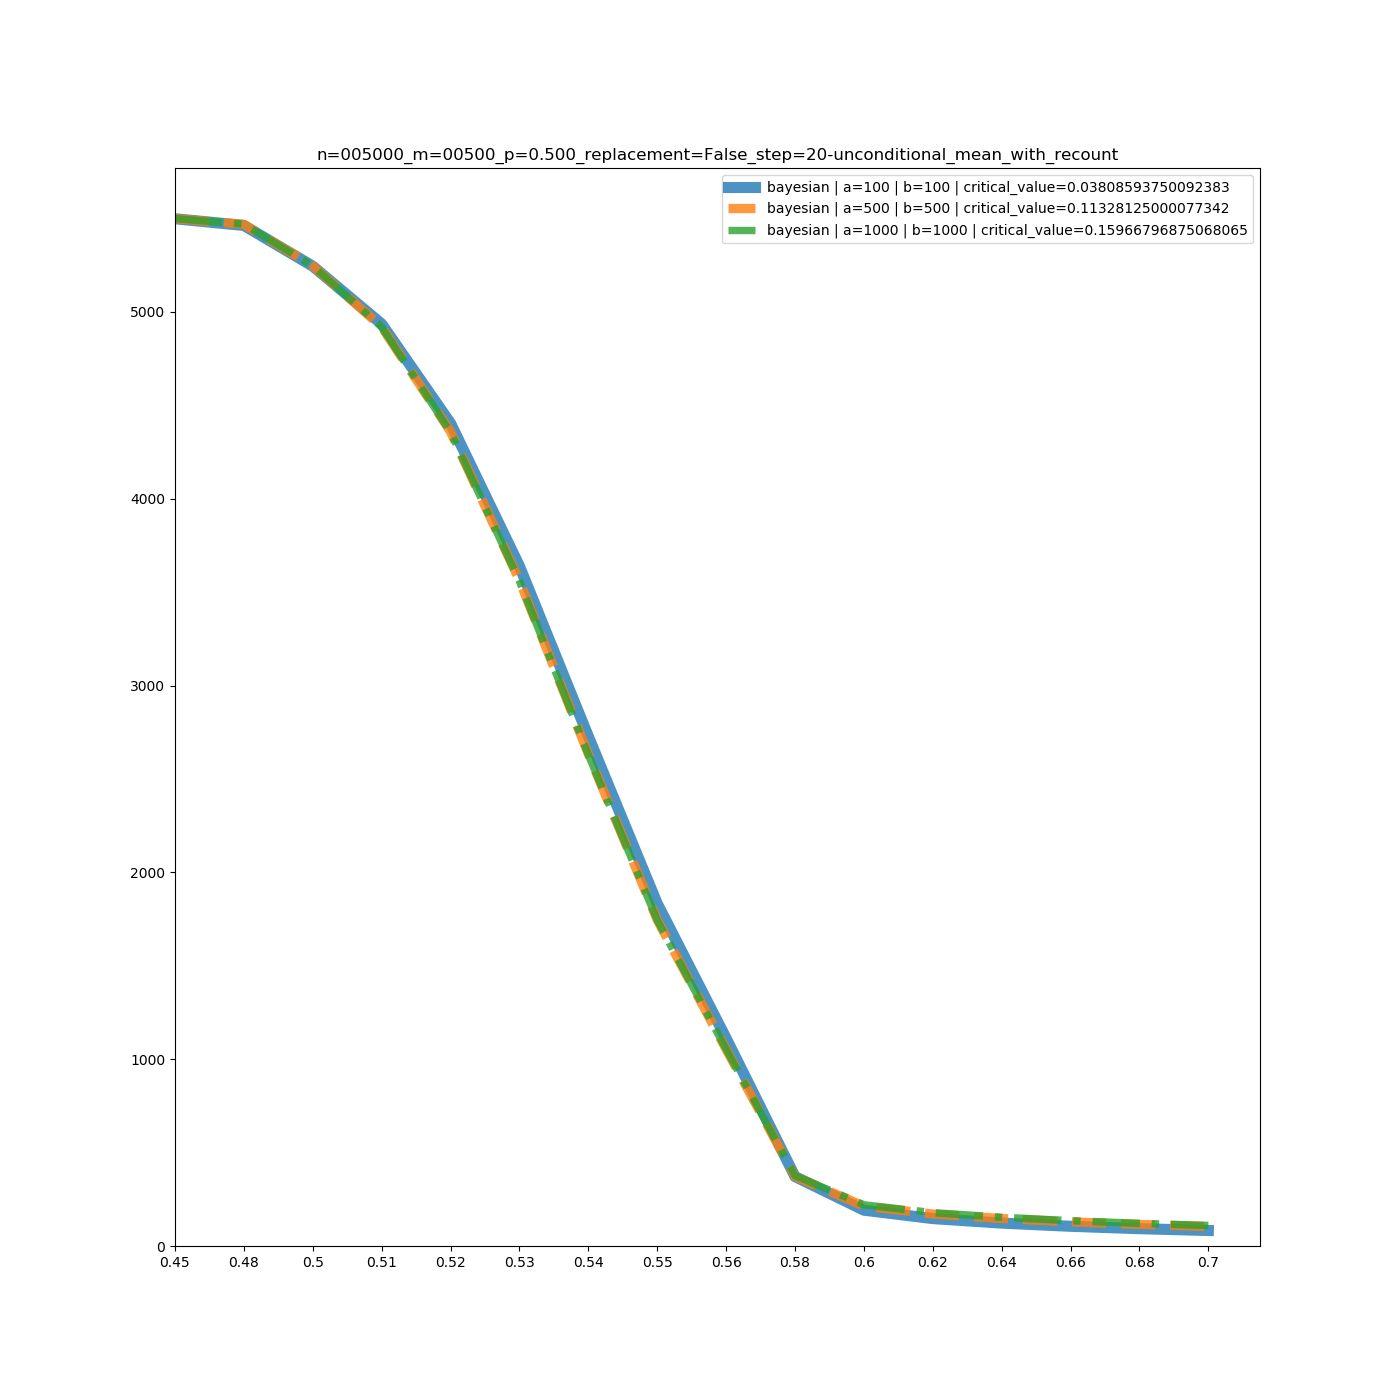 n=005000_m=00500_p=0.500_replacement=False_step=20-unconditional_mean_with_recount
bayesian | a=100 | b=100 | critical_value=0.03808593750092383
bayesian | a=500 | b=500 | critical_value=0.11328125000077342
bayesian | a=1000 | b=1000 | critical_value=0.15966796875068065
5000
4000
3000
2000
1000
0
0.45 0.48 0.5 0.51 0.52 0.53 0.54 0.55 0.56 0.58 0.6 0.62 0.64 0.66 0.68 0.7